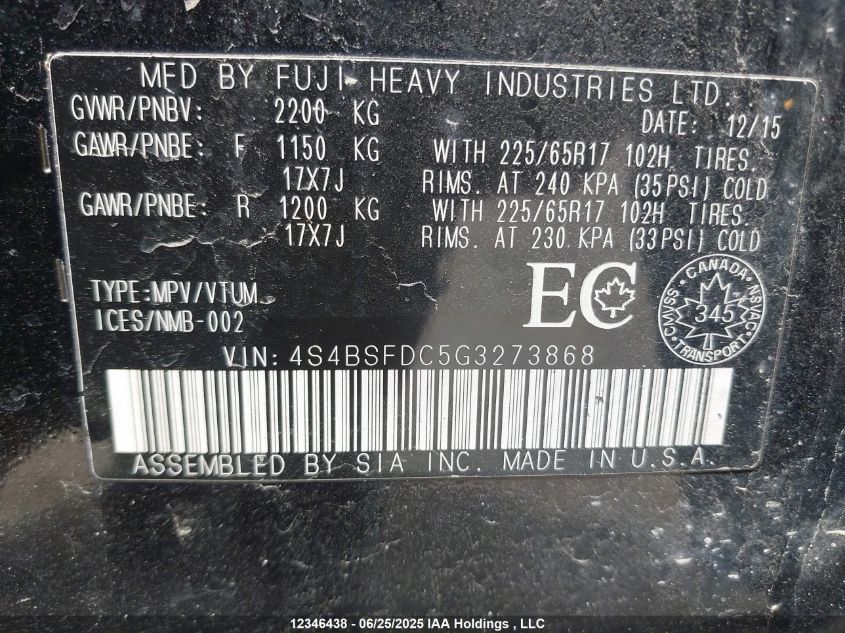 MFD BY FUJI HEAVY INDUSTRIES LTD.
GVWR/PNBV: 2200 KG DATE: 12/15
GAWR/PNBE: F 1150 KG WITH 225/65R17 102H, TIRES,
17X7J RIMS. AT 240 KPA (35PSI) COLD
GAWR/PNBE: R 1200 KG WITH 225/65R17 102H, TIRES,
17X7J RIMS. AT 230 KPA (33PSI) COLD
TYPE:MPV/VTUM
ICES/NMB-002
EC
CANADA
CMVSS 345 NSVAC
TRANSPORT
VIN: 4S4BSFDC5G3273868
ASSEMBLED BY SIA INC. MADE IN U.S.A.
12346438 - 06/25/2025 IAA Holdings , LLC